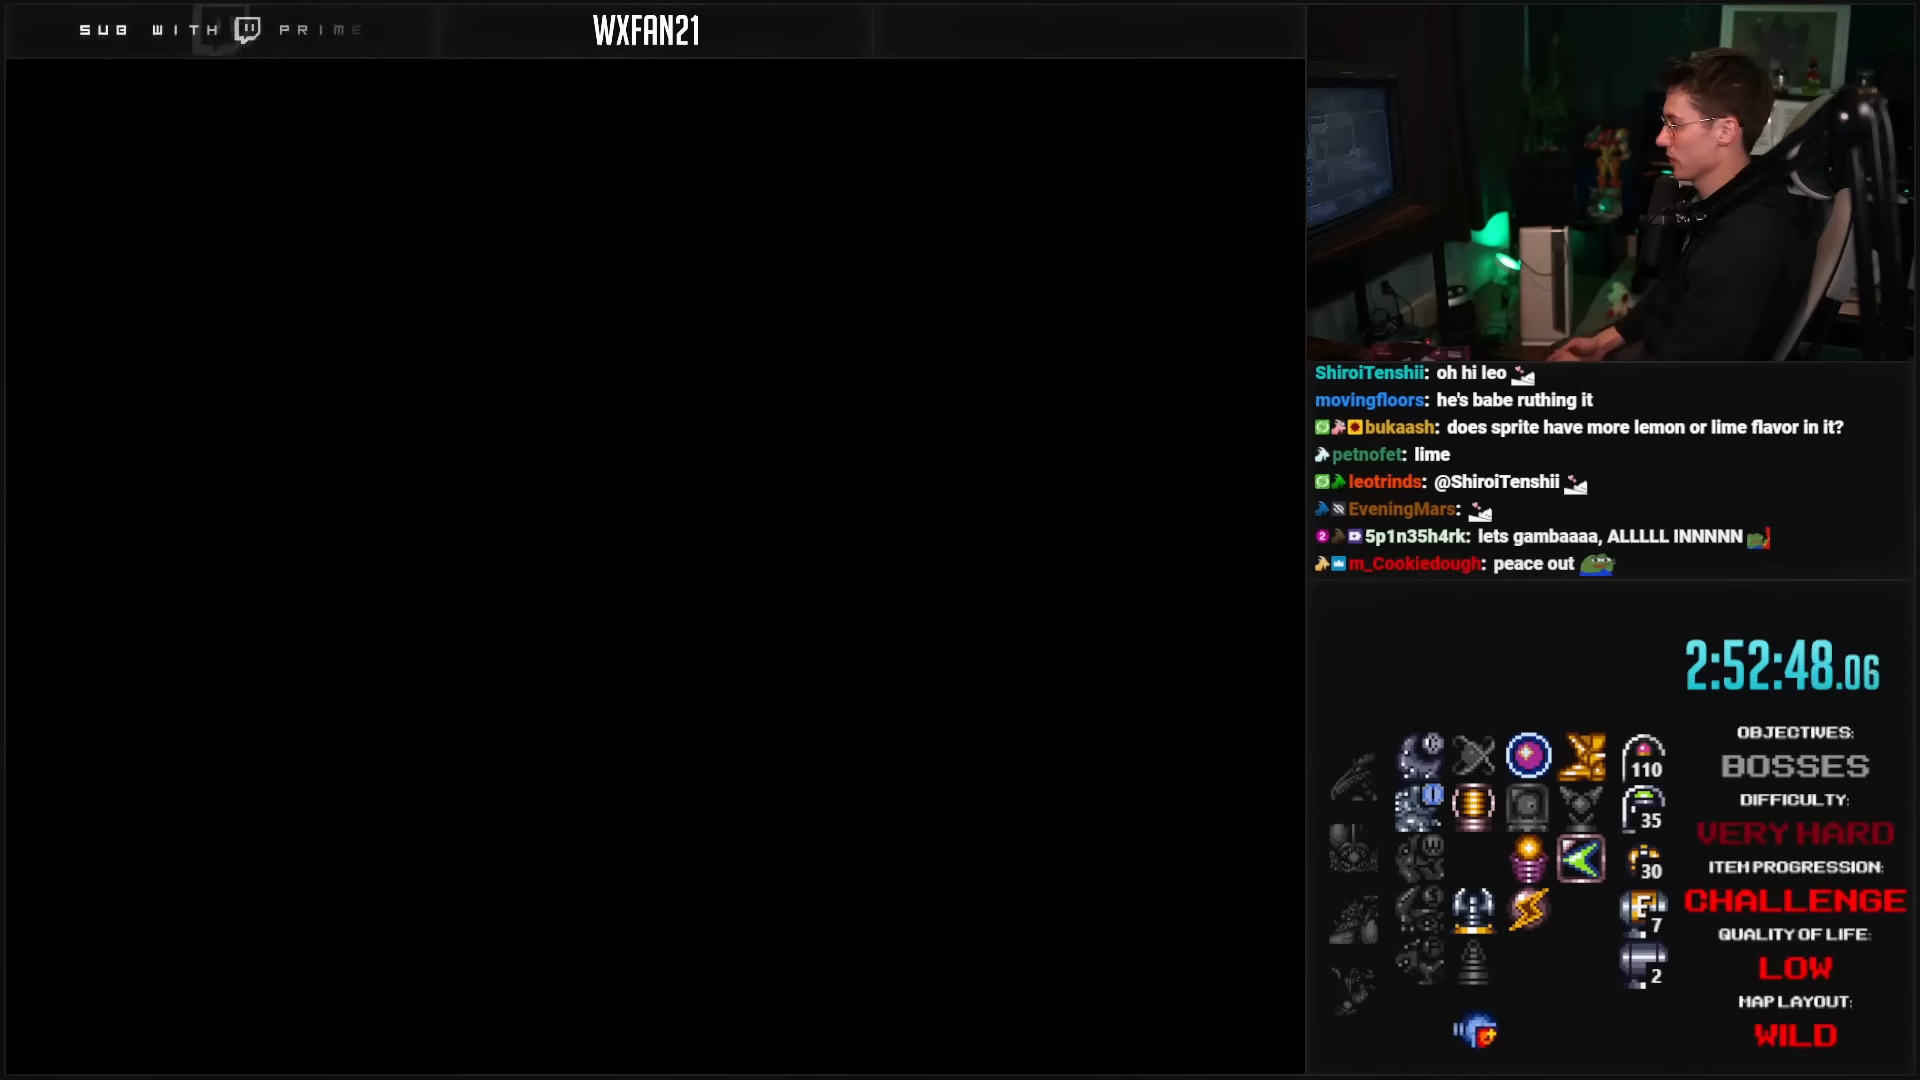 SUB WITH PRIME
WXFAN21
ShiroiTenshii: oh hi leo
movingfloors: he's babe ruthing it
bukaash: does sprite have more lemon or lime flavor in it?
petnofet: lime
leotrinds: @ShiroiTenshii
EveningMars:
2 5p1n35h4rk: lets gambaaaa, ALLLLL INNNNN
m_Cookiedough: peace out
2:52:48.06
OBJECTIVES:
BOSSES
DIFFICULTY:
VERY HARD
ITEM PROGRESSION:
CHALLENGE
QUALITY OF LIFE:
LOW
MAP LAYOUT:
WILD
110
35
30
E 7
2